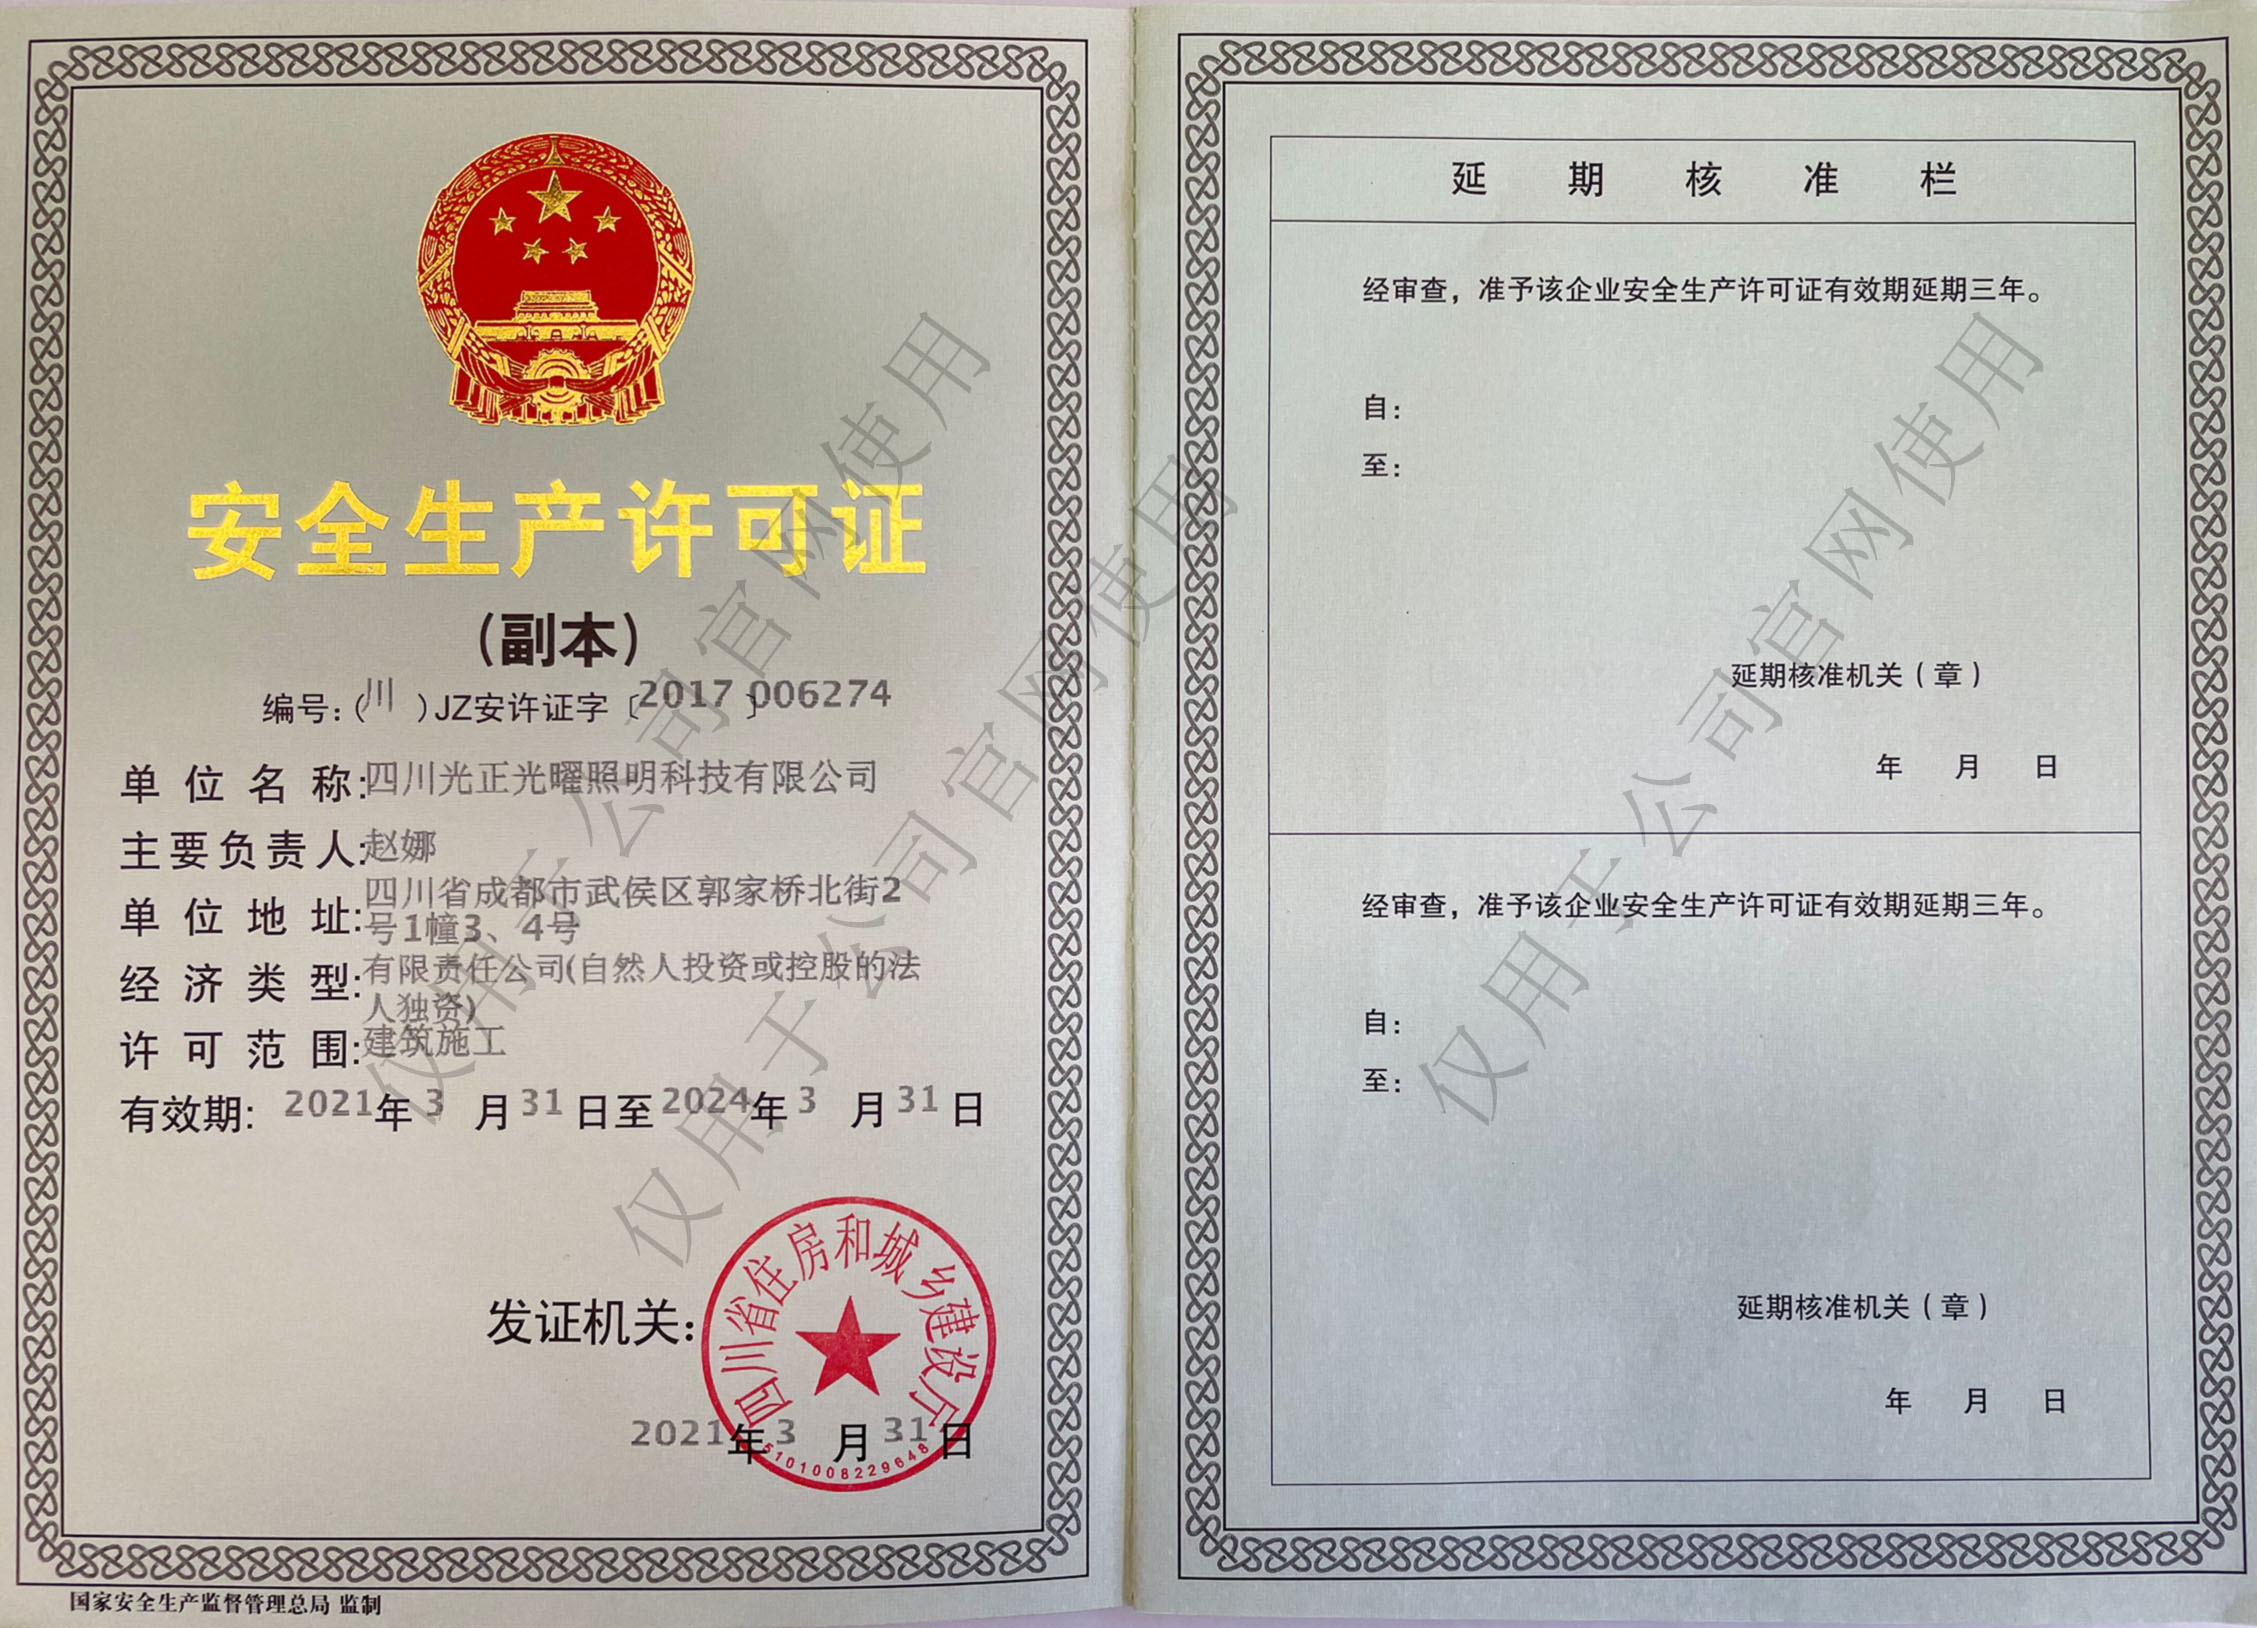 安全生产许可证
（副本）
编号：（川）JZ安许证字〔2017〕006274
单位名称：四川光正光曜照明科技有限公司
主要负责人：赵娜
单位地址：四川省成都市武侯区郭家桥北街2
号1幢3、4号
经济类型：有限责任公司(自然人投资或控股的法
人独资)
许可范围：建筑施工
有效期：2021年3月31日至2024年3月31日
发证机关：
四川省住房和城乡建设厅
2021年3月31日
5101008229648
国家安全生产监督管理总局 监制
延期核准栏
经审查，准予该企业安全生产许可证有效期延期三年。
自：
至：
延期核准机关（章）
年 月 日
经审查，准予该企业安全生产许可证有效期延期三年。
自：
至：
延期核准机关（章）
年 月 日
仅用于公司官网使用
仅用于公司官网使用
仅用于公司官网使用